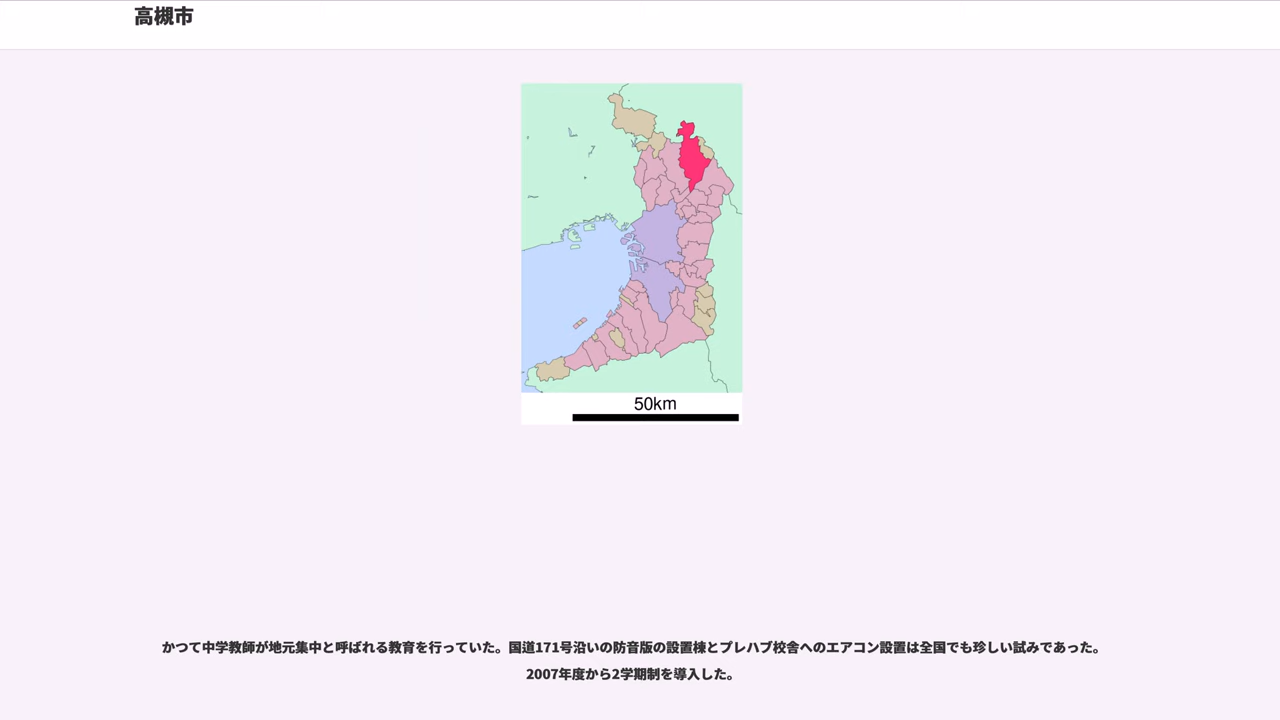 高槻市
50km
かつて中学教師が地元集中と呼ばれる教育を行っていた。国道171号沿いの防音版の設置棟とプレハブ校舎へのエアコン設置は全国でも珍しい試みであった。
2007年度から2学期制を導入した。